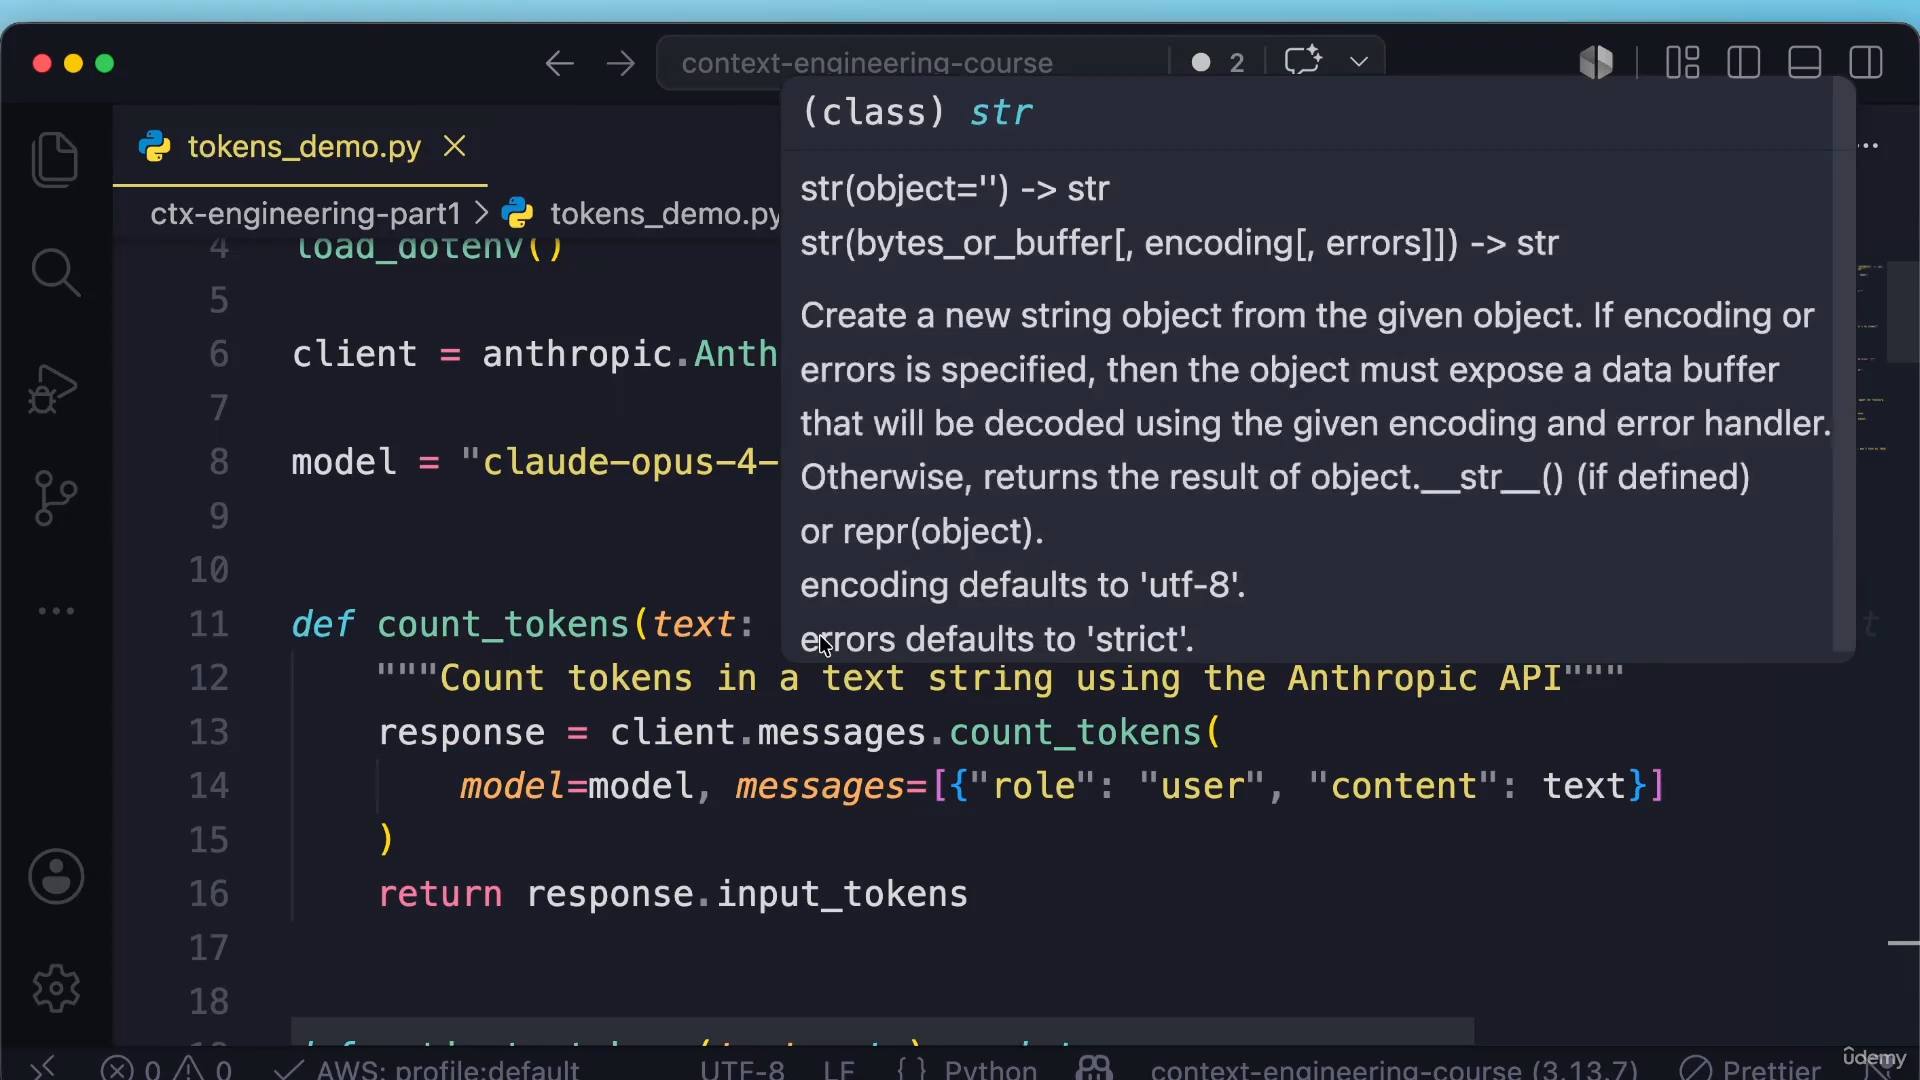 context-engineering-course
2
tokens_demo.py
ctx-engineering-part1 > tokens_demo.py
(class) str
str(object='') -> str
str(bytes_or_buffer[, encoding[, errors]]) -> str
Create a new string object from the given object. If encoding or
errors is specified, then the object must expose a data buffer
that will be decoded using the given encoding and error handler.
Otherwise, returns the result of object.__str__() (if defined)
or repr(object).
encoding defaults to 'utf-8'.
errors defaults to 'strict'.
4 load_dotenv()
5
6 client = anthropic.Anth
7
8 model = "claude-opus-4-
9
10
11 def count_tokens(text:
12 """Count tokens in a text string using the Anthropic API"""
13 response = client.messages.count_tokens(
14 model=model, messages=[{"role": "user", "content": text}]
15 )
16 return response.input_tokens
17
18
0 0 AWS: profile:default UTF-8 LF {} Python context-engineering-course (3.13.7) Prettier
udemy